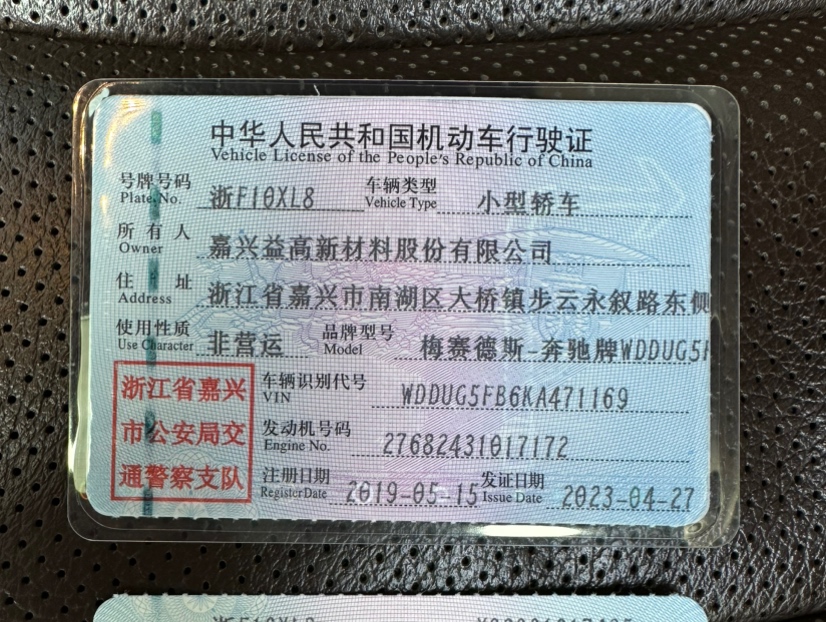 中华人民共和国机动车行驶证
Vehicle License of the People's Republic of China
号牌号码 浙F10XL8 车辆类型 小型轿车
Plate No. Vehicle Type
所有人 嘉兴益高新材料股份有限公司
Owner
住址 浙江省嘉兴市南湖区大桥镇步云永叙路东侧
Address
使用性质 非营运 品牌型号 梅赛德斯-奔驰牌WDDUG5
Use Character Model
浙江省嘉兴 车辆识别代号 WDDUG5FB6KA471169
VIN
市公安局交 发动机号码 27682431017172
Engine No.
通警察支队 注册日期 2019-05-15 发证日期 2023-04-27
Register Date Issue Date